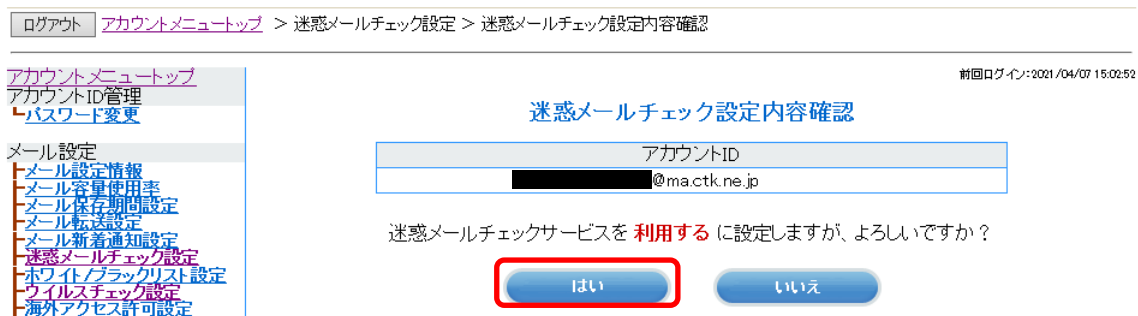 ログアウト アカウントメニュートップ > 迷惑メールチェック設定 > 迷惑メールチェック設定内容確認
前回ログイン:2021/04/07 15:02:52
アカウントメニュートップ
アカウントID管理
パスワード変更
メール設定
メール設定情報
メール容量使用率
メール保存期間設定
メール転送設定
メール新着通知設定
迷惑メールチェック設定
ホワイト/ブラックリスト設定
ウイルスチェック設定
海外アクセス許可設定
迷惑メールチェック設定内容確認
アカウントID
@ma.ctk.ne.jp
迷惑メールチェックサービスを 利用する に設定しますが、よろしいですか?
はい いいえ